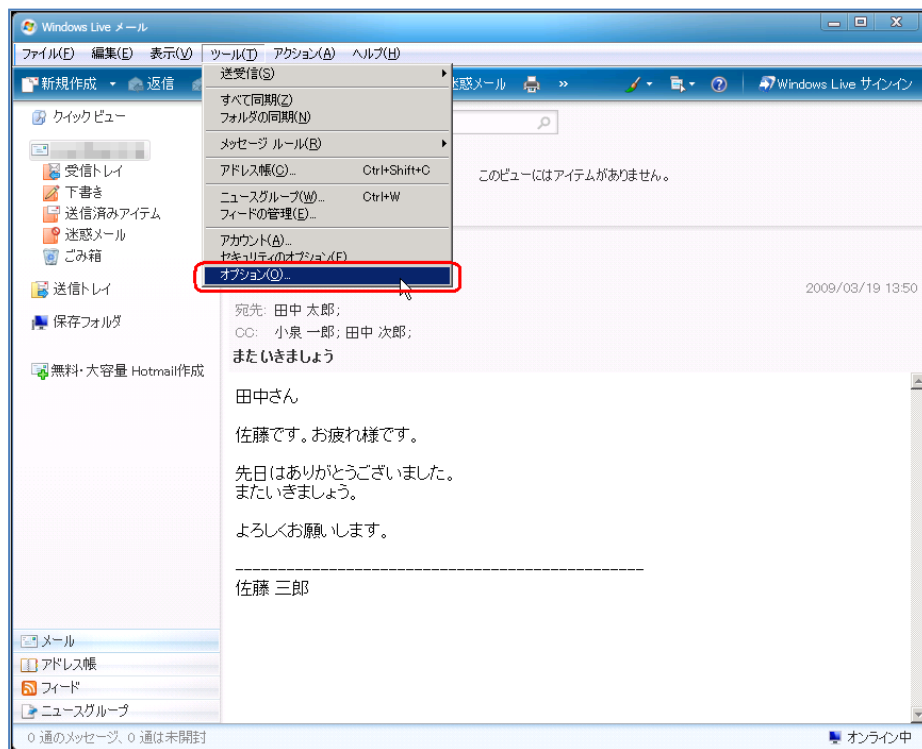 Windows Live メール
ファイル(F) 編集(E) 表示(V) ツール(T) アクション(A) ヘルプ(H)
新規作成 返信 迷惑メール » Windows Live サインイン
送受信(S)
すべて同期(Z)
フォルダの同期(N)
メッセージ ルール(R)
アドレス帳(C)... Ctrl+Shift+C
ニュースグループ(W)... Ctrl+W
フィードの管理(E)...
アカウント(A)...
セキュリティのオプション(F)
オプション(O)...
クイックビュー
受信トレイ
下書き
送信済みアイテム
迷惑メール
ごみ箱
送信トレイ
保存フォルダ
無料・大容量 Hotmail作成
このビューにはアイテムがありません。
2009/03/19 13:50
宛先: 田中 太郎;
CC: 小泉 一郎; 田中 次郎;
またいきましょう
田中さん
佐藤です。お疲れ様です。
先日はありがとうございました。
またいきましょう。
よろしくお願いします。
佐藤 三郎
メール
アドレス帳
フィード
ニュースグループ
0 通のメッセージ、0 通は未開封
オンライン中